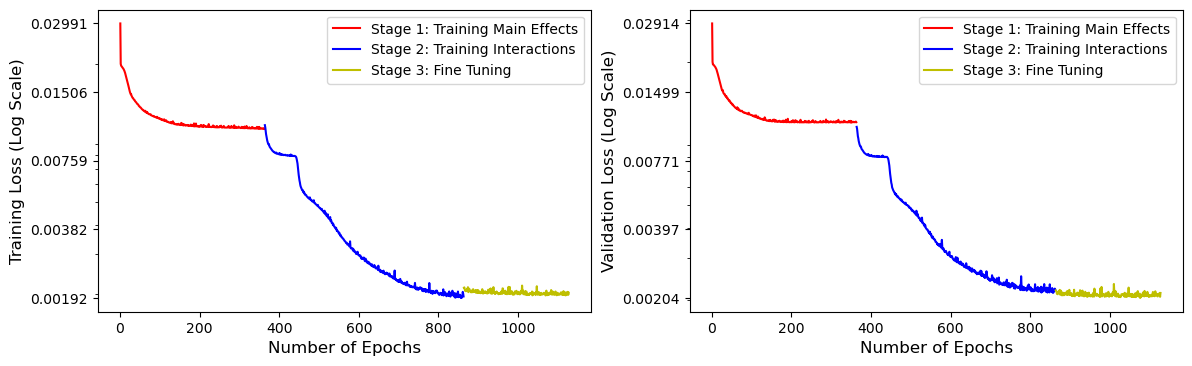 Training Loss (Log Scale)
0.02991
0.01506
0.00759
0.00382
0.00192
Stage 1: Training Main Effects
Stage 2: Training Interactions
Stage 3: Fine Tuning
0
200
400
600
800
1000
Number of Epochs
Validation Loss (Log Scale)
0.02914
0.01499
0.00771
0.00397
0.00204
Stage 1: Training Main Effects
Stage 2: Training Interactions
Stage 3: Fine Tuning
0
200
400
600
800
1000
Number of Epochs